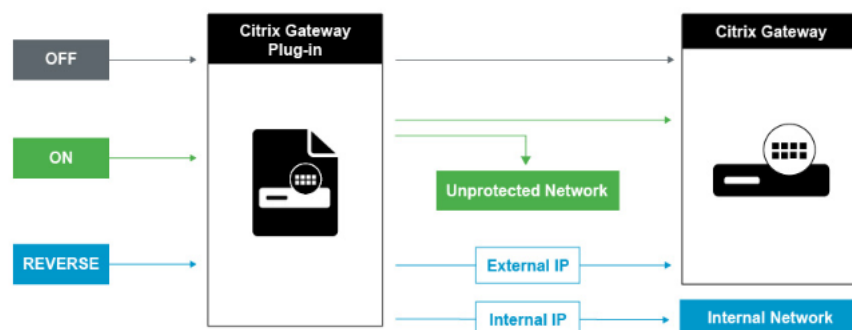 Citrix Gateway
Plug-in
Citrix Gateway
OFF
ON
Unprotected Network
REVERSE
External IP
Internal IP
Internal Network